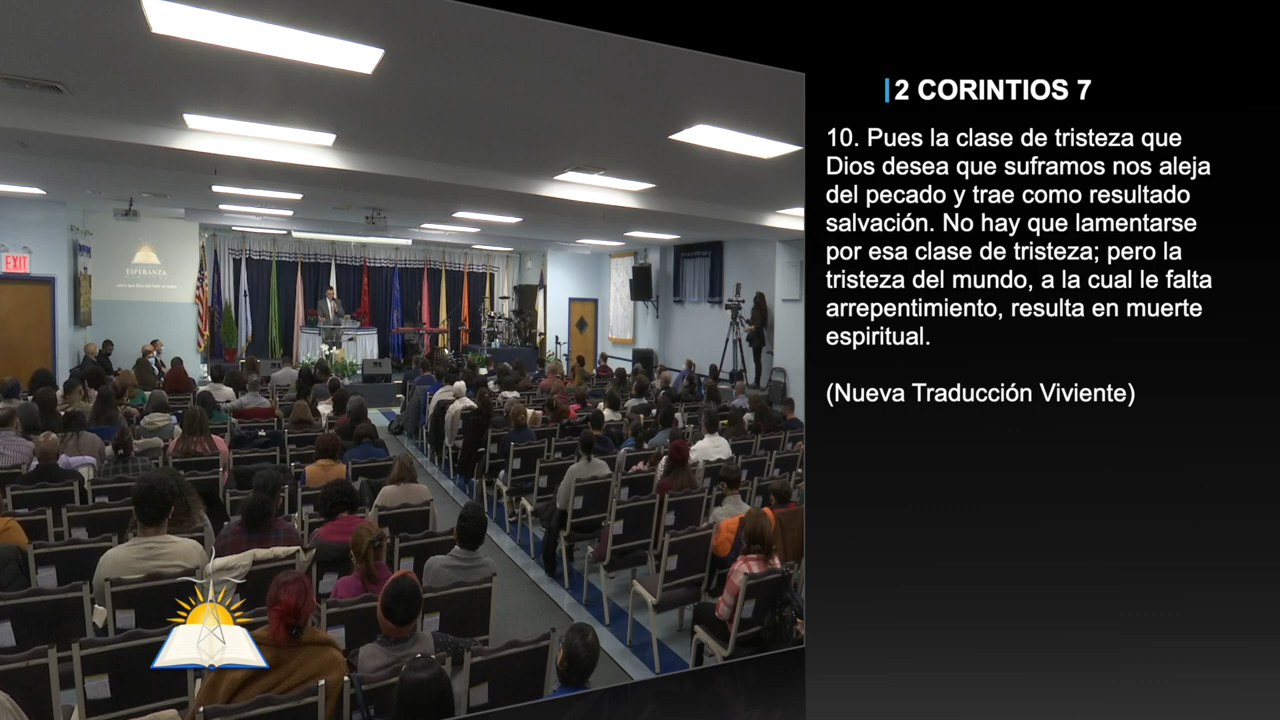 2 CORINTIOS 7
10. Pues la clase de tristeza que
Dios desea que suframos nos aleja
del pecado y trae como resultado
salvación. No hay que lamentarse
por esa clase de tristeza; pero la
tristeza del mundo, a la cual le falta
arrepentimiento, resulta en muerte
espiritual.
(Nueva Traducción Viviente)
EXIT
ESPERANZA